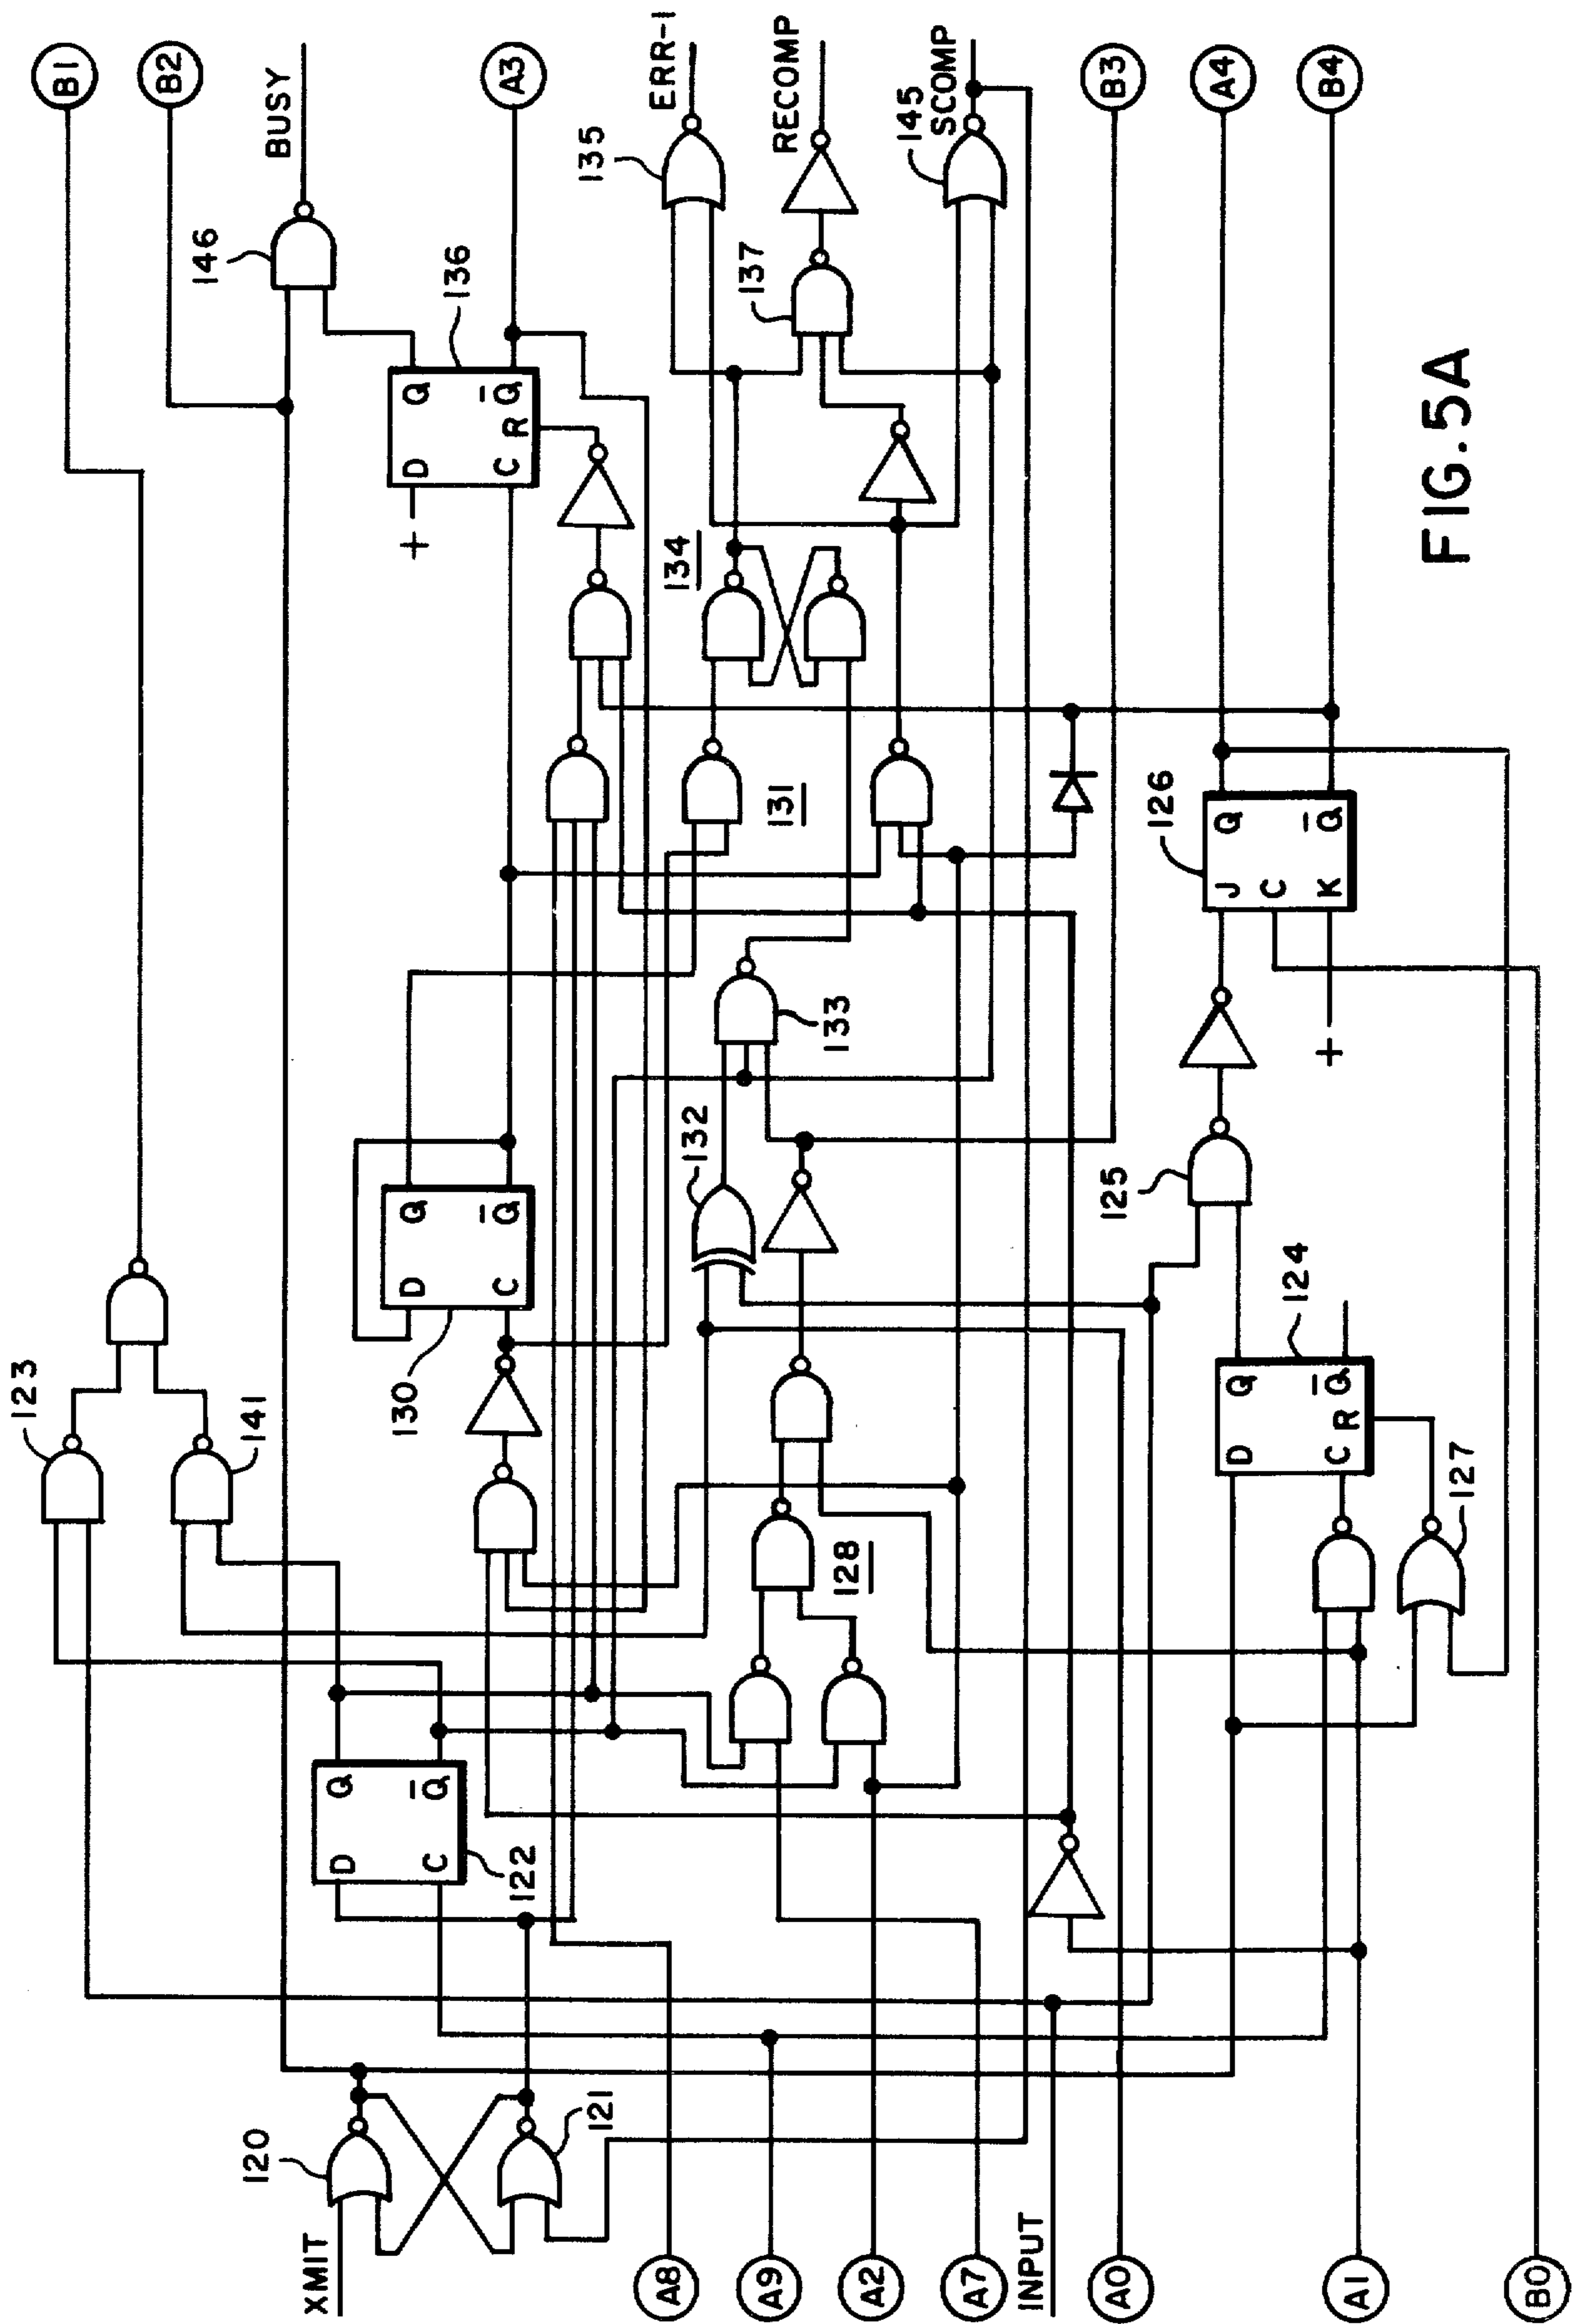 B1
B2
BUSY
146
123
141
A3
136
D
Q
C
Q̅
R
+
130
D
Q
C
Q̅
122
D
Q
C
Q̅
120
121
XMIT
ERR-1
135
134
131
132
133
RECOMP
137
145
SCOMP
128
A8
A9
A2
A7
INPUT
A0
A1
B0
B3
A4
B4
126
J
Q
C
K
Q̅
+
125
124
D
Q
C
R
Q̅
127
FIG.5A